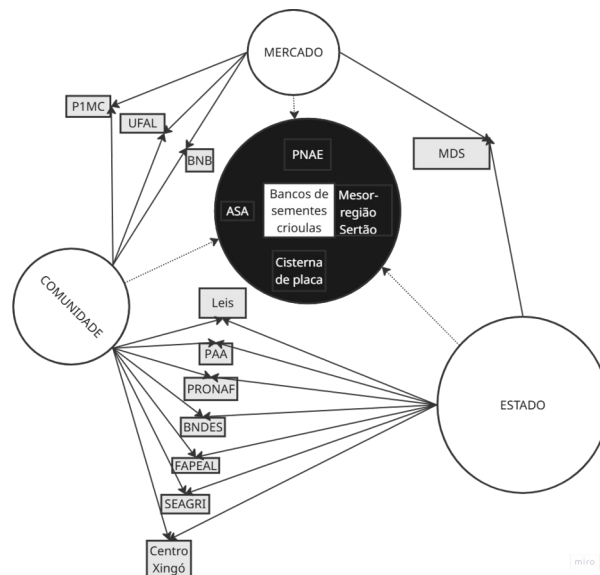 MERCADO
P1MC
UFAL
BNB
MDS
PNAE
ASA
Bancos de
sementes
crioulas
Mesor-
região
Sertão
Cisterna
de placa
COMUNIDADE
Leis
PAA
PRONAF
BNDES
FAPEAL
SEAGRI
Centro
Xingó
ESTADO
miro